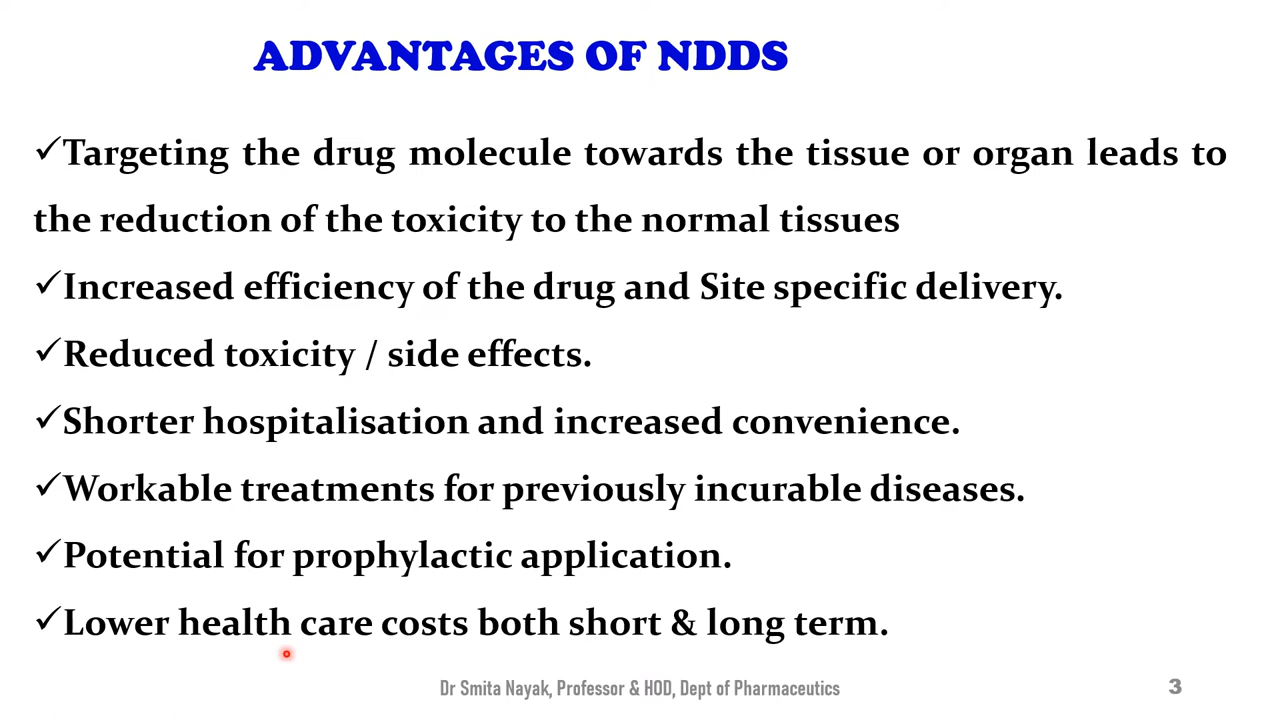 ADVANTAGES OF NDDS
✓Targeting the drug molecule towards the tissue or organ leads to
the reduction of the toxicity to the normal tissues
✓Increased efficiency of the drug and Site specific delivery.
✓Reduced toxicity / side effects.
✓Shorter hospitalisation and increased convenience.
✓Workable treatments for previously incurable diseases.
✓Potential for prophylactic application.
✓Lower health care costs both short & long term.
Dr Smita Nayak, Professor & HOD, Dept of Pharmaceutics
3